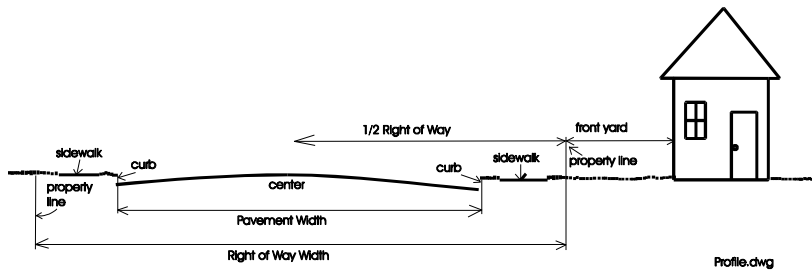 1/2 Right of Way
front yard
sidewalk
curb
curb
sidewalk
property line
property
line
center
Pavement Width
Right of Way Width
Profile.dwg